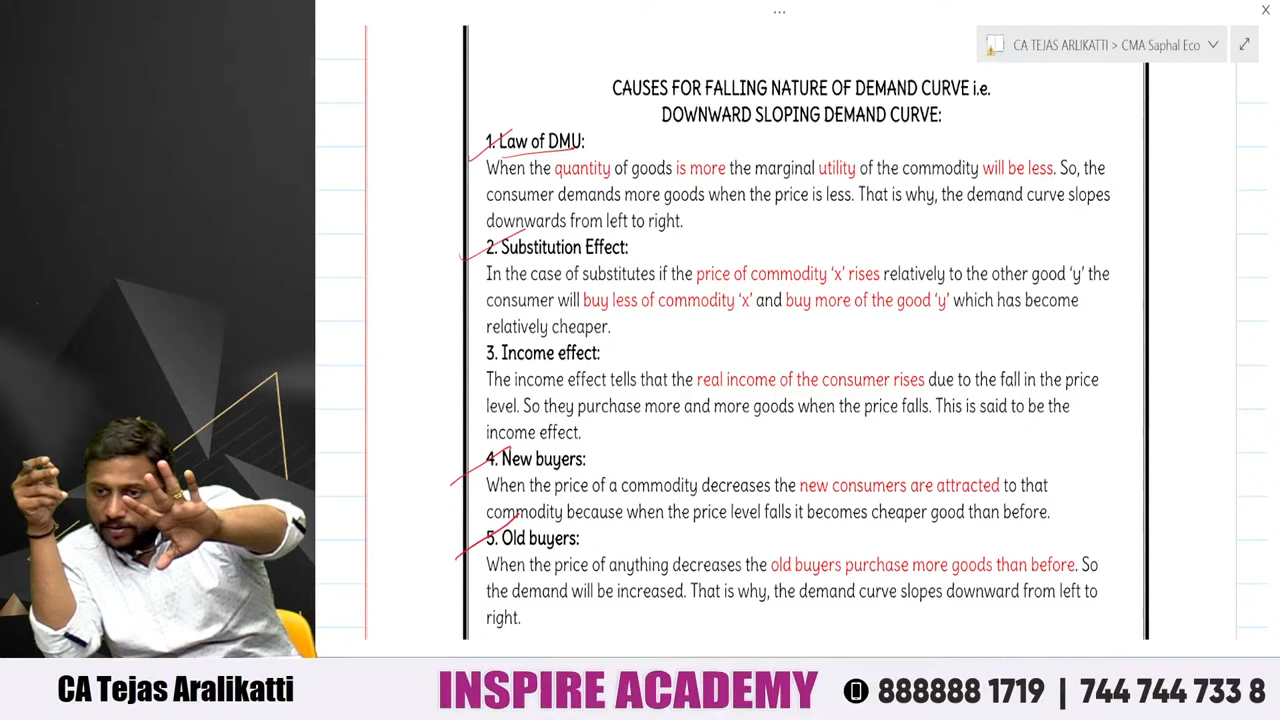 ...
X
CA TEJAS ARLIKATTI > CMA Saphal Eco
CAUSES FOR FALLING NATURE OF DEMAND CURVE i.e.
DOWNWARD SLOPING DEMAND CURVE:
1. Law of DMU:
When the quantity of goods is more the marginal utility of the commodity will be less. So, the
consumer demands more goods when the price is less. That is why, the demand curve slopes
downwards from left to right.
2. Substitution Effect:
In the case of substitutes if the price of commodity ‘x’ rises relatively to the other good ‘y’ the
consumer will buy less of commodity ‘x’ and buy more of the good ‘y’ which has become
relatively cheaper.
3. Income effect:
The income effect tells that the real income of the consumer rises due to the fall in the price
level. So they purchase more and more goods when the price falls. This is said to be the
income effect.
4. New buyers:
When the price of a commodity decreases the new consumers are attracted to that
commodity because when the price level falls it becomes cheaper good than before.
5. Old buyers:
When the price of anything decreases the old buyers purchase more goods than before. So
the demand will be increased. That is why, the demand curve slopes downward from left to
right.
CA Tejas Aralikatti
INSPIRE ACADEMY
888888 1719 | 744 744 733 8